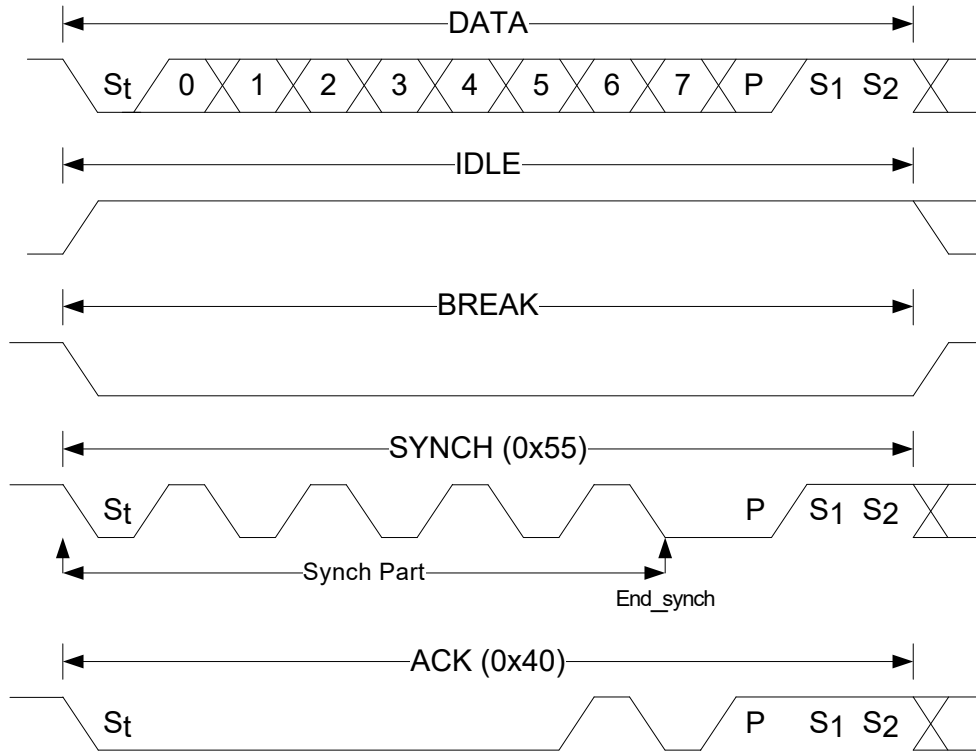 DATA
St 0 1 2 3 4 5 6 7 P S1 S2
IDLE
BREAK
SYNCH (0x55)
St P S1 S2
Synch Part
End_synch
ACK (0x40)
St P S1 S2